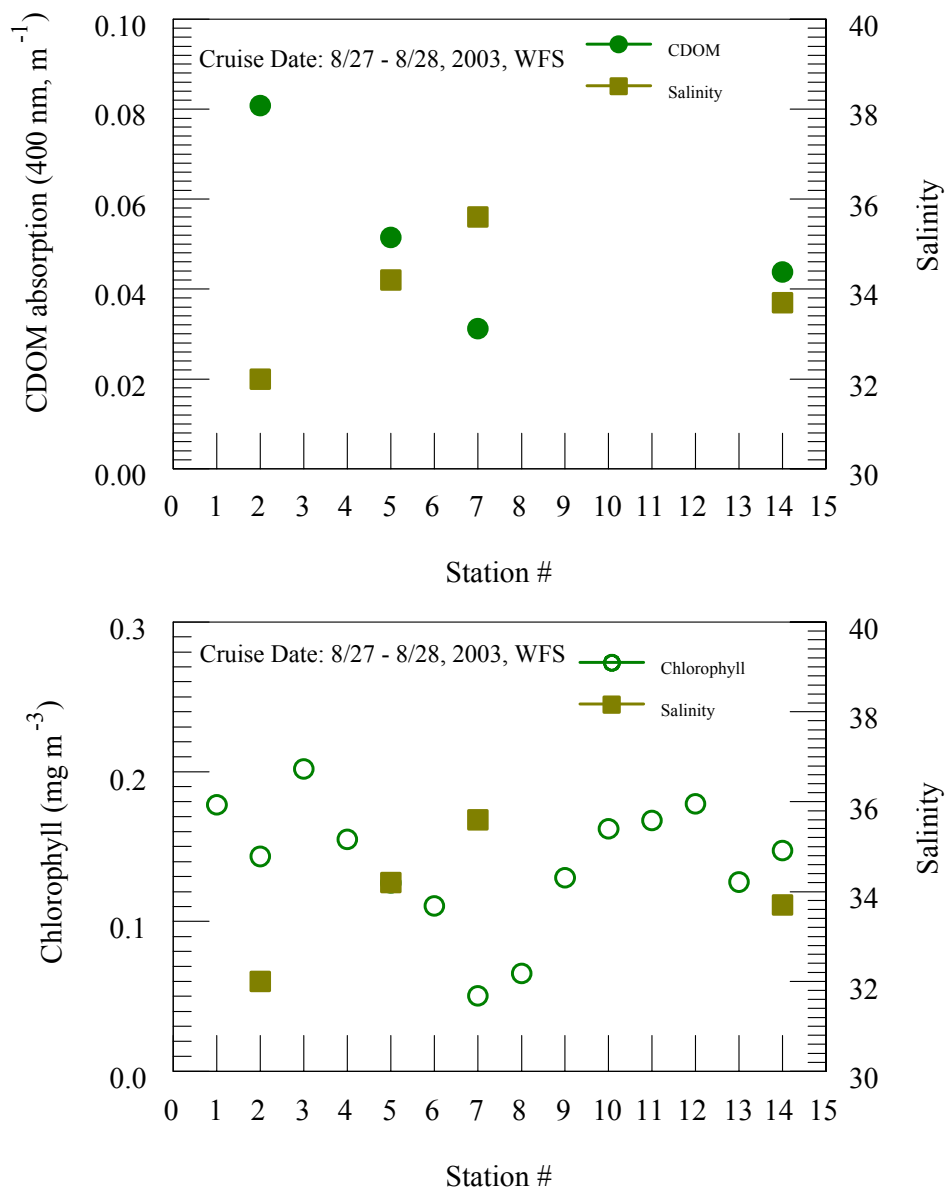 0.10
40
Cruise Date: 8/27 - 8/28, 2003, WFS
CDOM
Salinity
0.08
38
0.06
36
0.04
34
0.02
32
0.00
30
CDOM absorption (400 nm, m⁻¹)
Salinity
0 1 2 3 4 5 6 7 8 9 10 11 12 13 14 15
Station #
0.3
40
Cruise Date: 8/27 - 8/28, 2003, WFS
Chlorophyll
Salinity
38
0.2
36
34
0.1
32
0.0
30
Chlorophyll (mg m⁻³)
Salinity
0 1 2 3 4 5 6 7 8 9 10 11 12 13 14 15
Station #